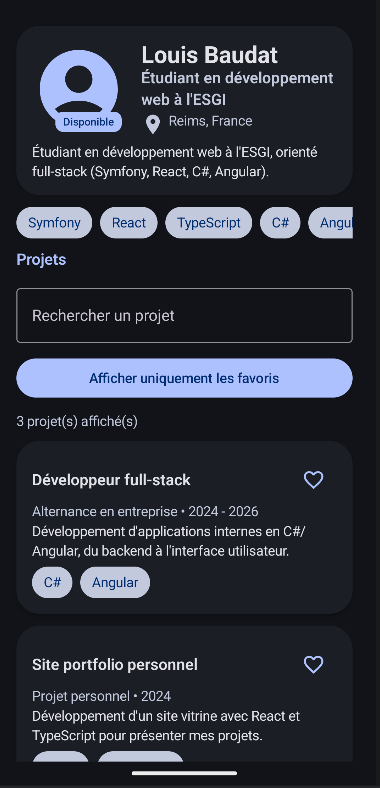 Louis Baudat
Étudiant en développement
web à l'ESGI
Disponible
Reims, France
Étudiant en développement web à l'ESGI, orienté
full-stack (Symfony, React, C#, Angular).
Symfony React TypeScript C# Angul
Projets
Rechercher un projet
Afficher uniquement les favoris
3 projet(s) affiché(s)
Développeur full-stack
Alternance en entreprise • 2024 - 2026
Développement d'applications internes en C#/
Angular, du backend à l'interface utilisateur.
C# Angular
Site portfolio personnel
Projet personnel • 2024
Développement d'un site vitrine avec React et
TypeScript pour présenter mes projets.